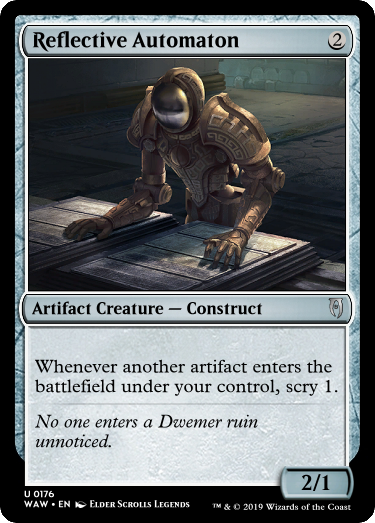 Reflective Automaton 2
Artifact Creature — Construct
Whenever another artifact enters the
battlefield under your control, scry 1.
No one enters a Dwemer ruin
unnoticed.
2/1
U 0176
WAW • EN Elder Scrolls Legends ™ & © 2019 Wizards of the Coast